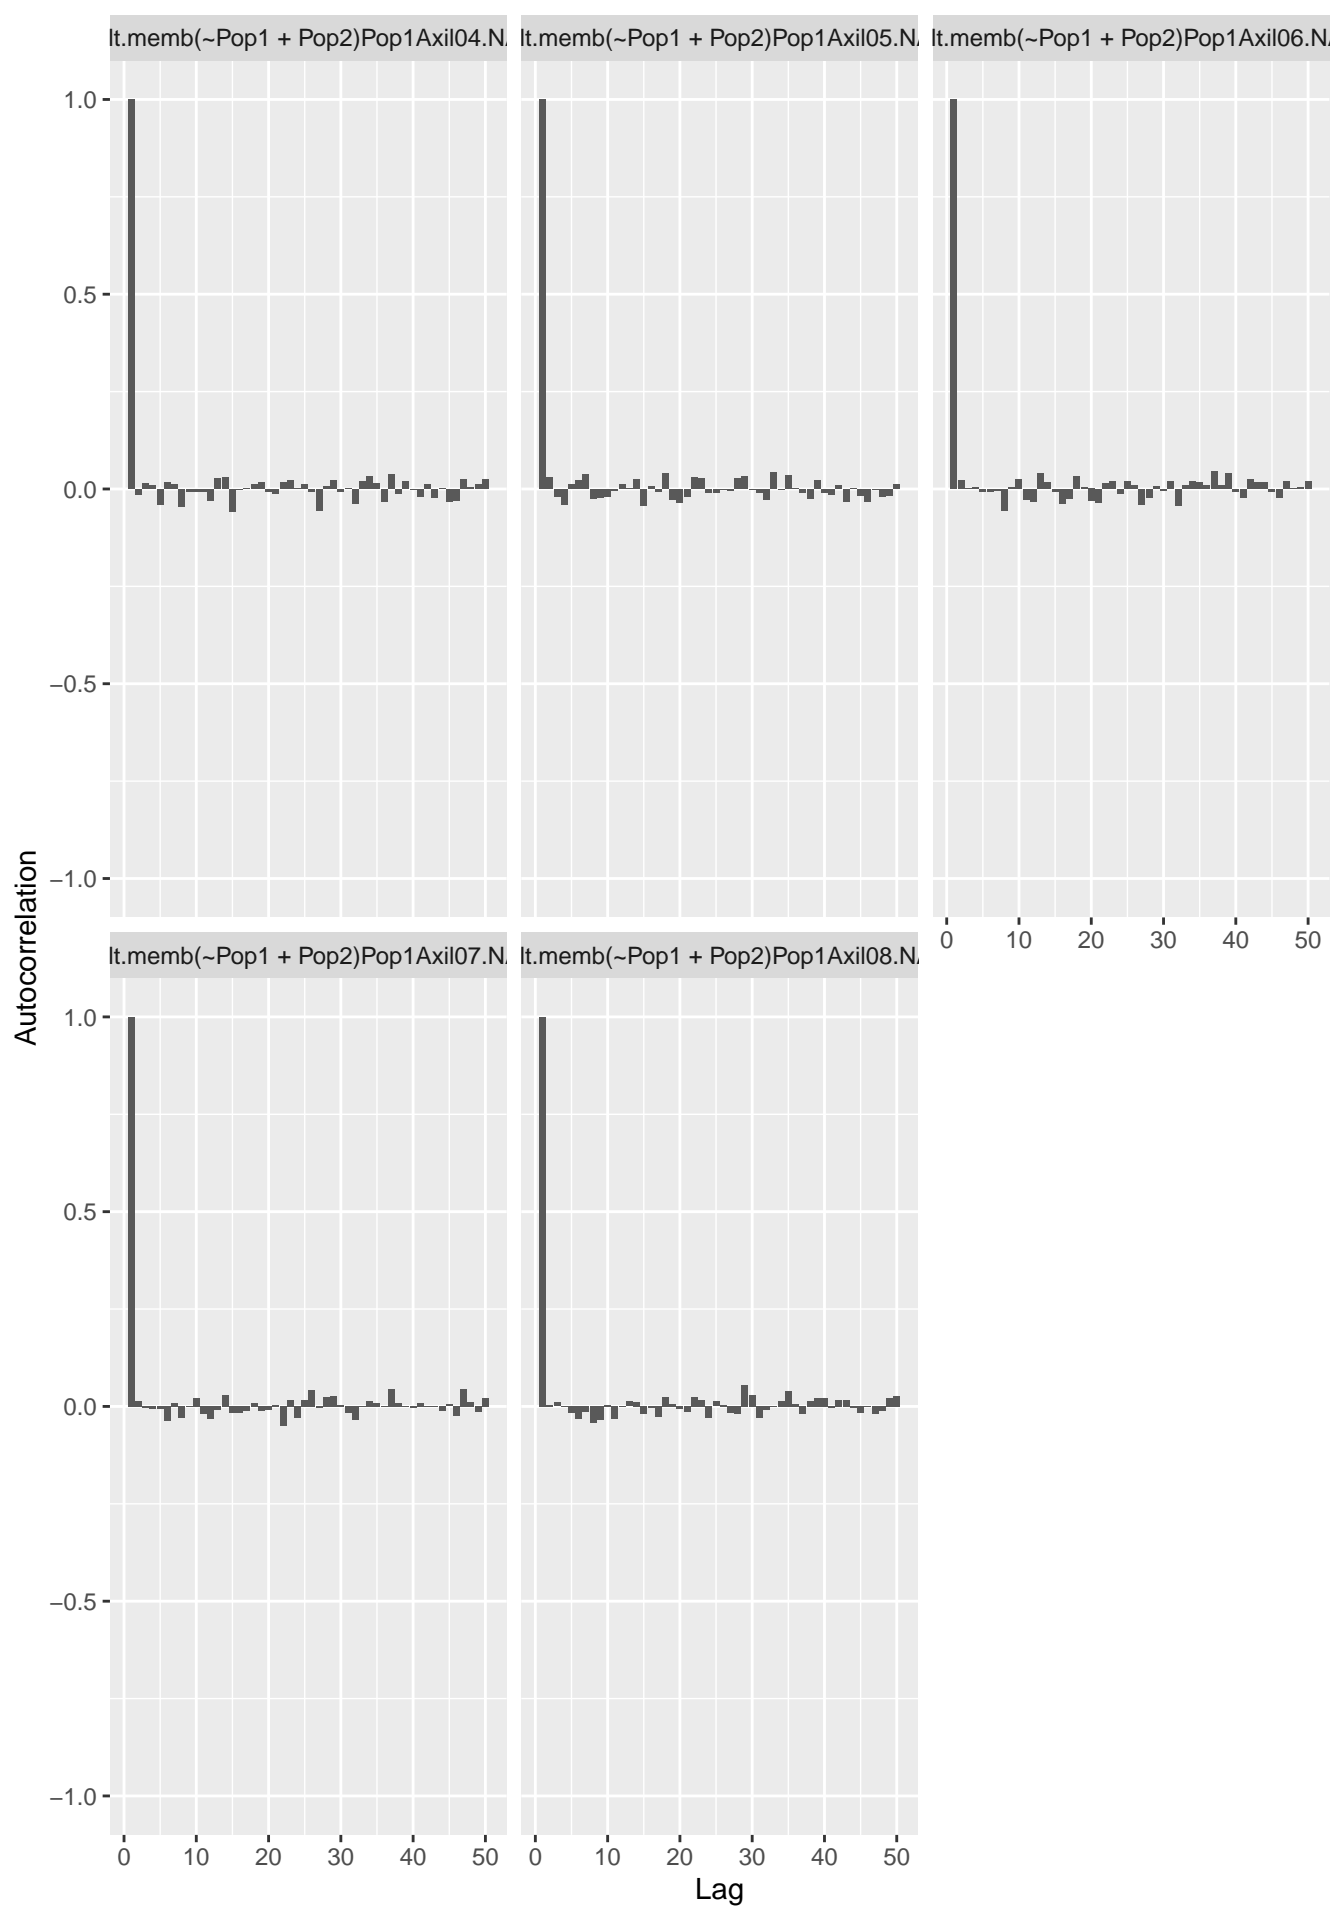 lt.memb(~Pop1 + Pop2)Pop1Axil04.N
lt.memb(~Pop1 + Pop2)Pop1Axil05.N
lt.memb(~Pop1 + Pop2)Pop1Axil06.N
1.0
0.5
0.0
−0.5
−1.0
0 10 20 30 40 50
Autocorrelation
lt.memb(~Pop1 + Pop2)Pop1Axil07.N
lt.memb(~Pop1 + Pop2)Pop1Axil08.N
1.0
0.5
0.0
−0.5
−1.0
0 10 20 30 40 50
0 10 20 30 40 50
Lag